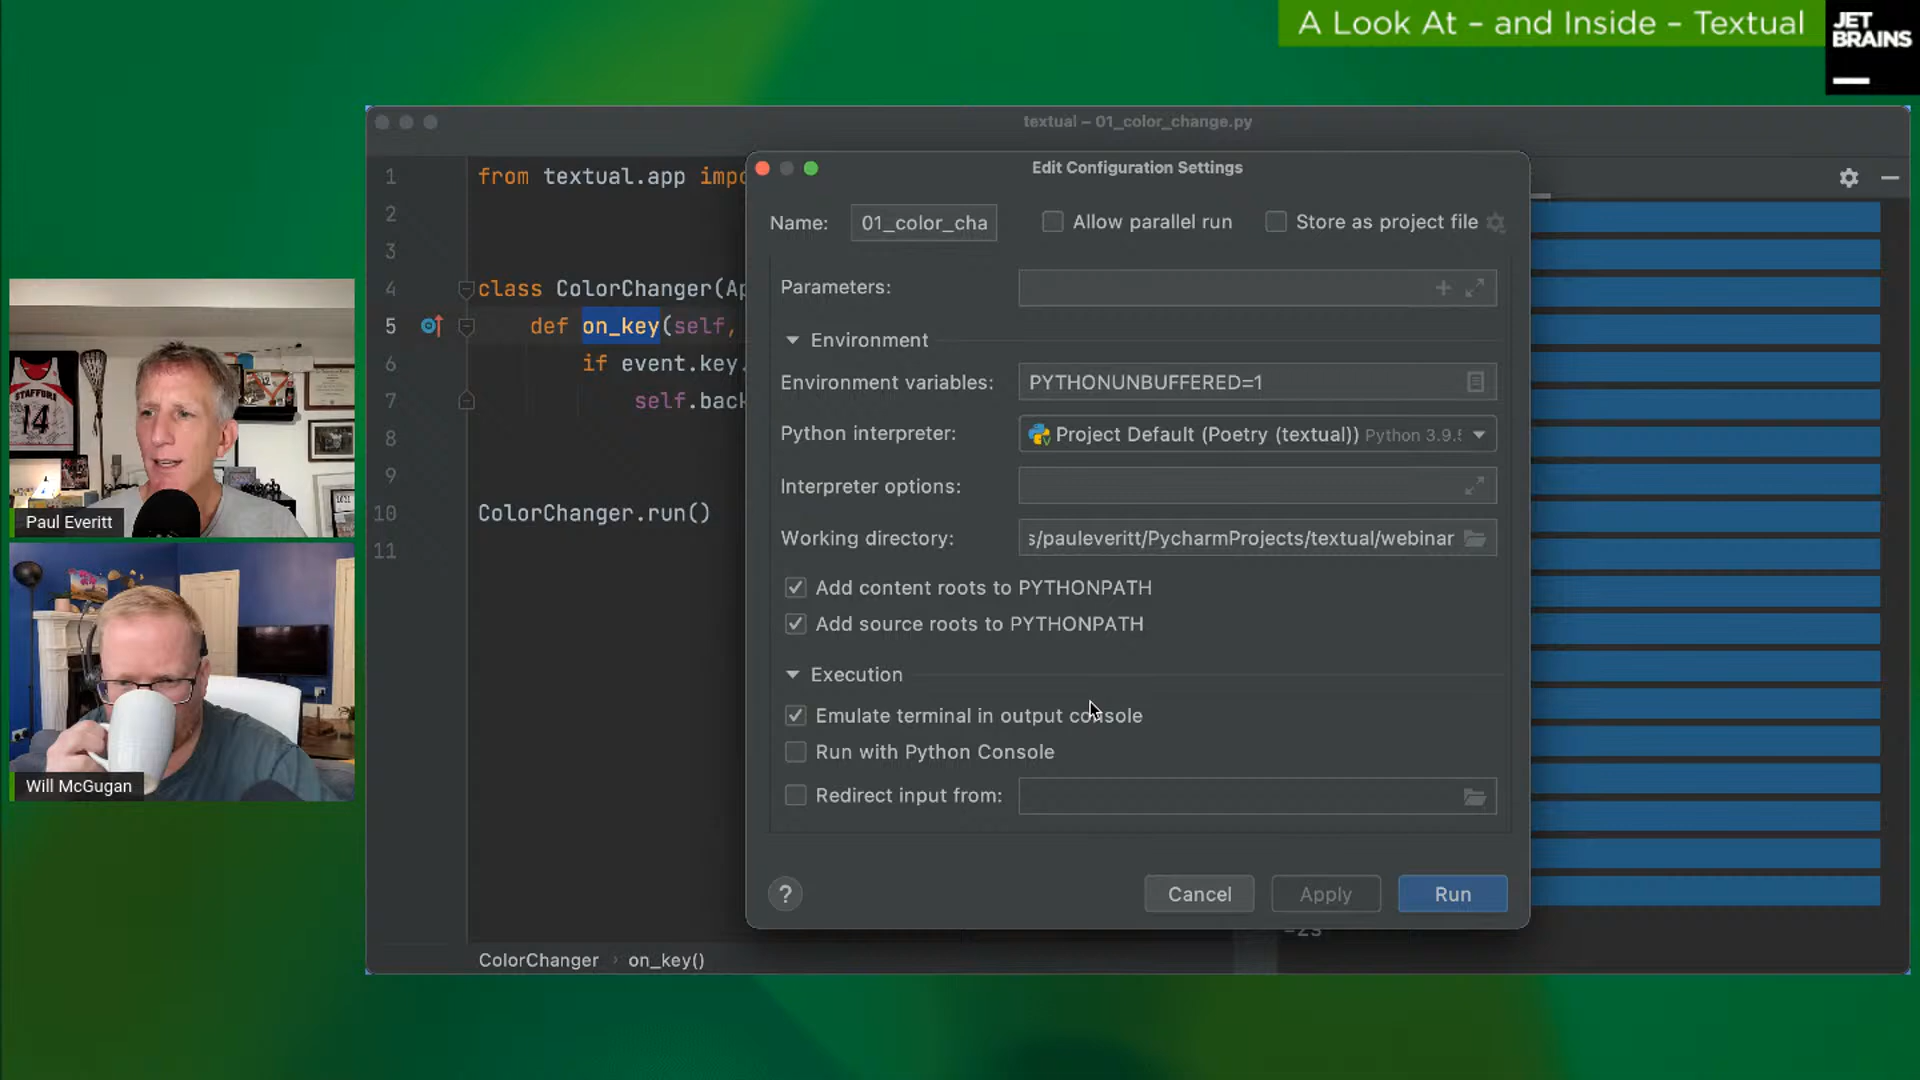 A Look At – and Inside – Textual
JET
BRAINS
textual – 01_color_change.py
Edit Configuration Settings
Name: 01_color_cha Allow parallel run Store as project file
Parameters:
Environment
Environment variables: PYTHONUNBUFFERED=1
Python interpreter: Project Default (Poetry (textual)) Python 3.9.
Interpreter options:
Working directory: s/pauleveritt/PycharmProjects/textual/webinar
Add content roots to PYTHONPATH
Add source roots to PYTHONPATH
Execution
Emulate terminal in output console
Run with Python Console
Redirect input from:
? Cancel Apply Run
1 from textual.app impo
2
3
4 class ColorChanger(Ap
5 def on_key(self,
6 if event.key.
7 self.back
8
9
10 ColorChanger.run()
11
ColorChanger › on_key()
STAFFORD
14
Paul Everitt
Will McGugan